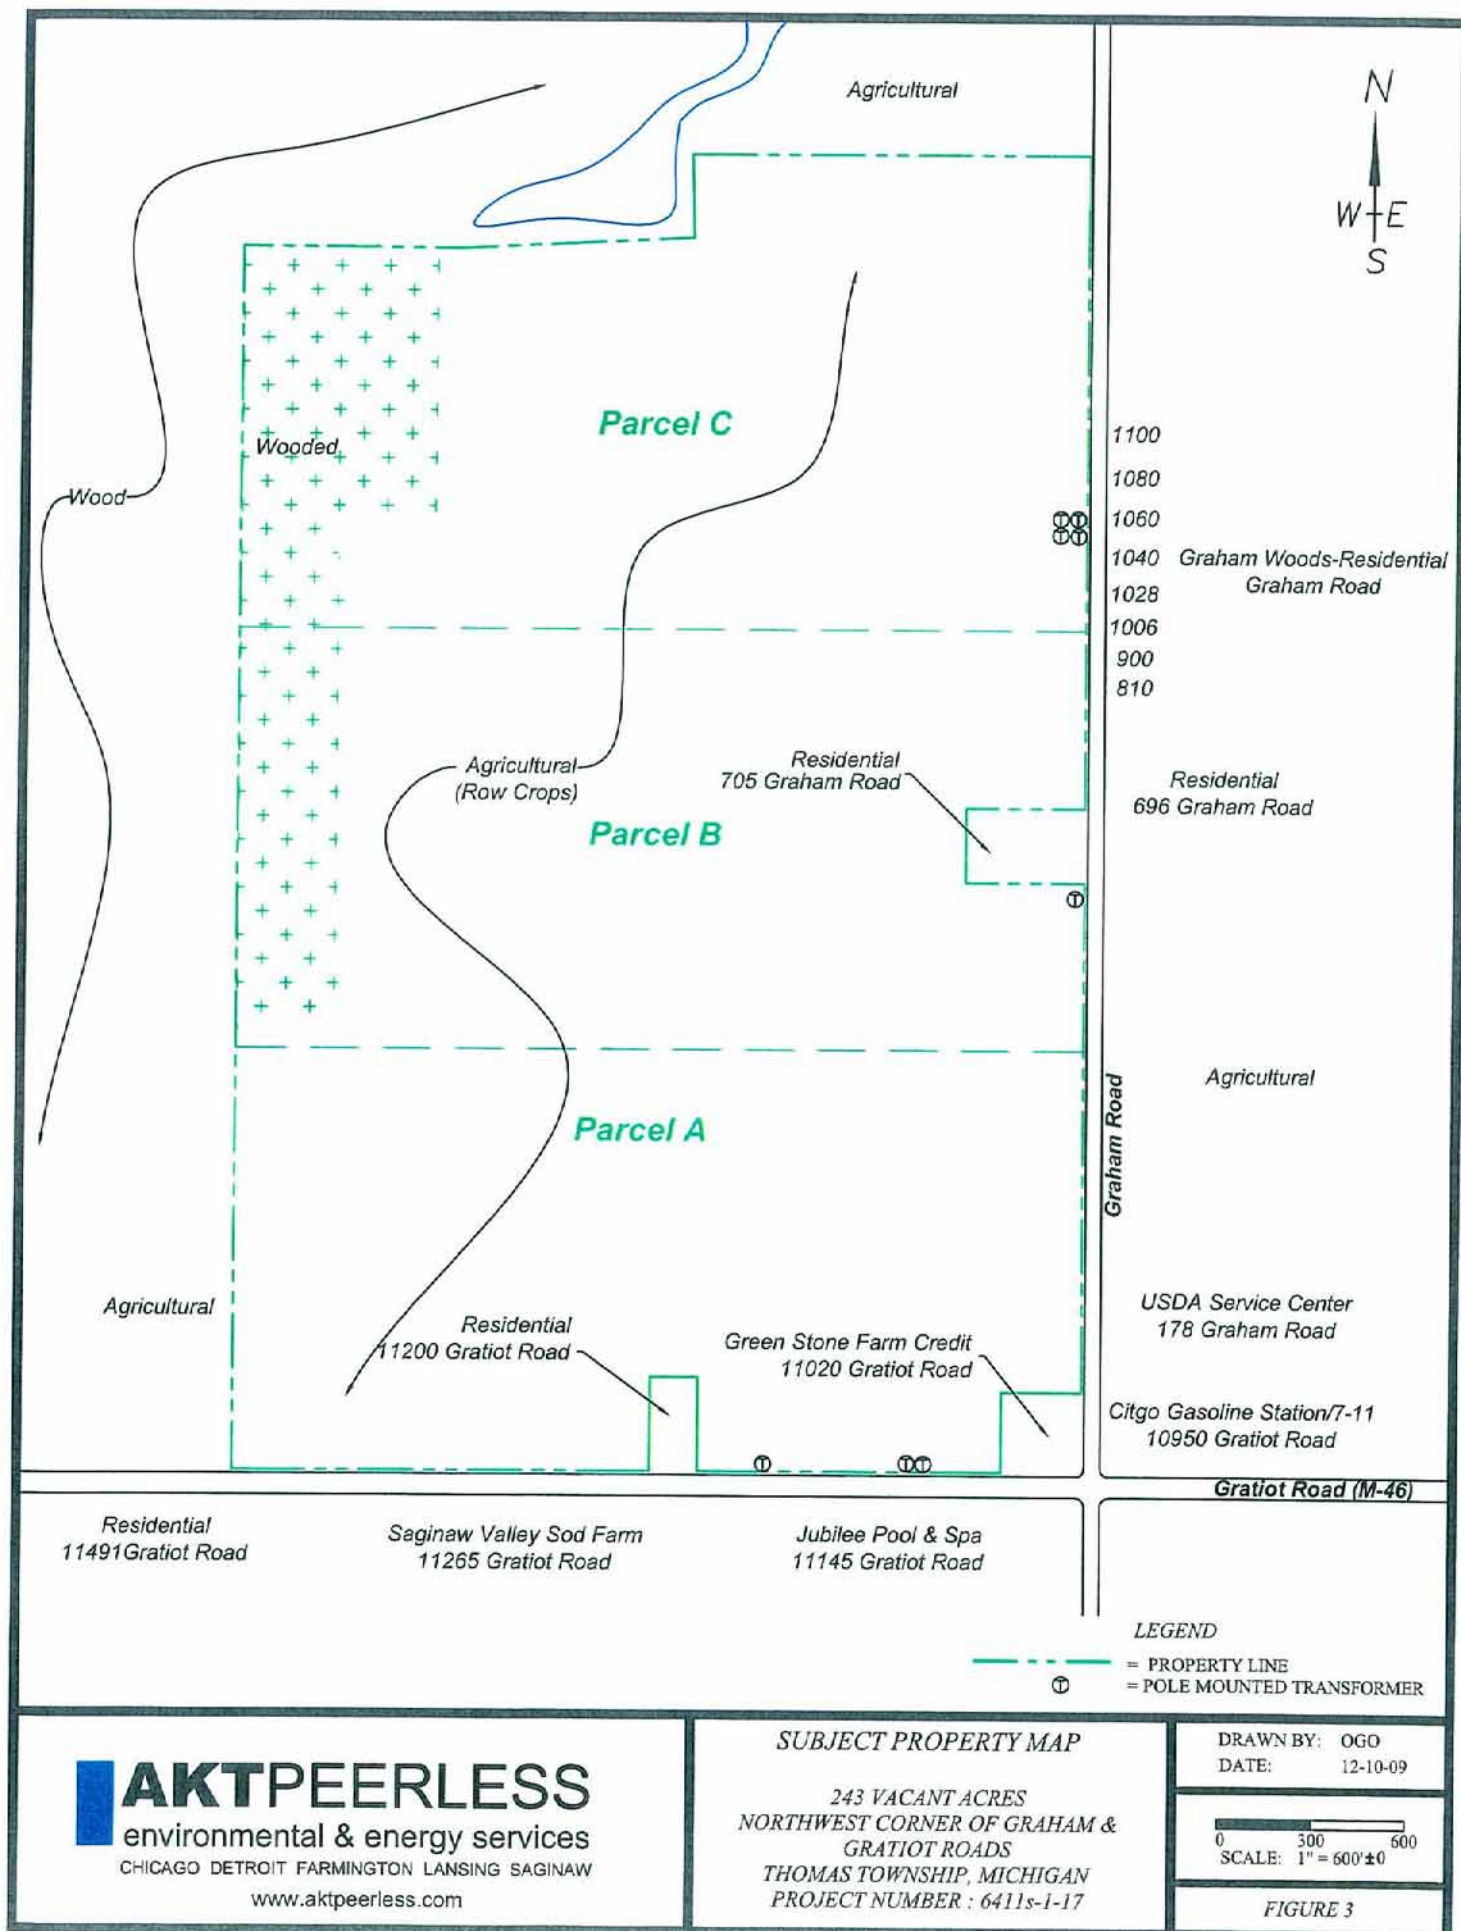 Agricultural
N
W E
S
Parcel C
Wooded
Wood
1100
1080
1060
1040
1028
1006
900
810
Graham Woods-Residential
Graham Road
T T
T T
Agricultural
(Row Crops)
Residential
705 Graham Road
Residential
696 Graham Road
Parcel B
T
Agricultural
Graham Road
Parcel A
Agricultural
Residential
11200 Gratiot Road
Green Stone Farm Credit
11020 Gratiot Road
USDA Service Center
178 Graham Road
Citgo Gasoline Station/7-11
10950 Gratiot Road
T T T
Gratiot Road (M-46)
Residential
11491Gratiot Road
Saginaw Valley Sod Farm
11265 Gratiot Road
Jubilee Pool & Spa
11145 Gratiot Road
LEGEND
= PROPERTY LINE
T = POLE MOUNTED TRANSFORMER
AKTPEERLESS
environmental & energy services
CHICAGO DETROIT FARMINGTON LANSING SAGINAW
www.aktpeerless.com
SUBJECT PROPERTY MAP
243 VACANT ACRES
NORTHWEST CORNER OF GRAHAM &
GRATIOT ROADS
THOMAS TOWNSHIP, MICHIGAN
PROJECT NUMBER : 6411s-1-17
DRAWN BY: OGO
DATE: 12-10-09
0 300 600
SCALE: 1" = 600'±0
FIGURE 3